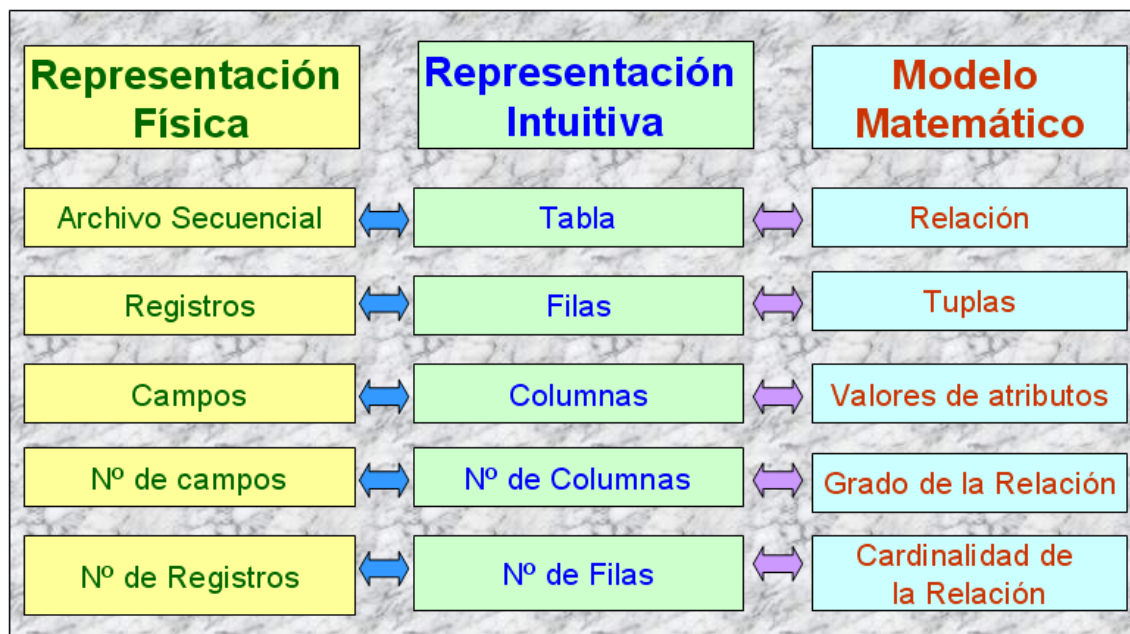 Representación
Física
Representación
Intuitiva
Modelo
Matemático
Archivo Secuencial
Tabla
Relación
Registros
Filas
Tuplas
Campos
Columnas
Valores de atributos
Nº de campos
Nº de Columnas
Grado de la Relación
Nº de Registros
Nº de Filas
Cardinalidad de
la Relación